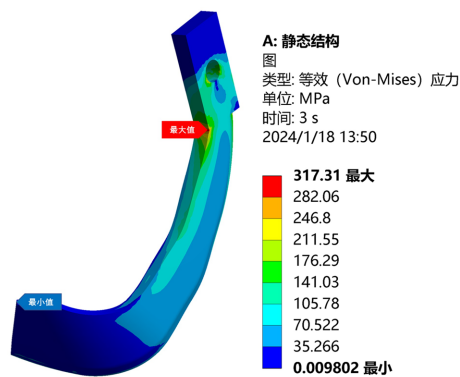 A: 静态结构
图
类型: 等效（Von-Mises）应力
单位: MPa
时间: 3 s
2024/1/18 13:50
最大值
317.31 最大
282.06
246.8
211.55
176.29
141.03
105.78
70.522
35.266
0.009802 最小
最小值